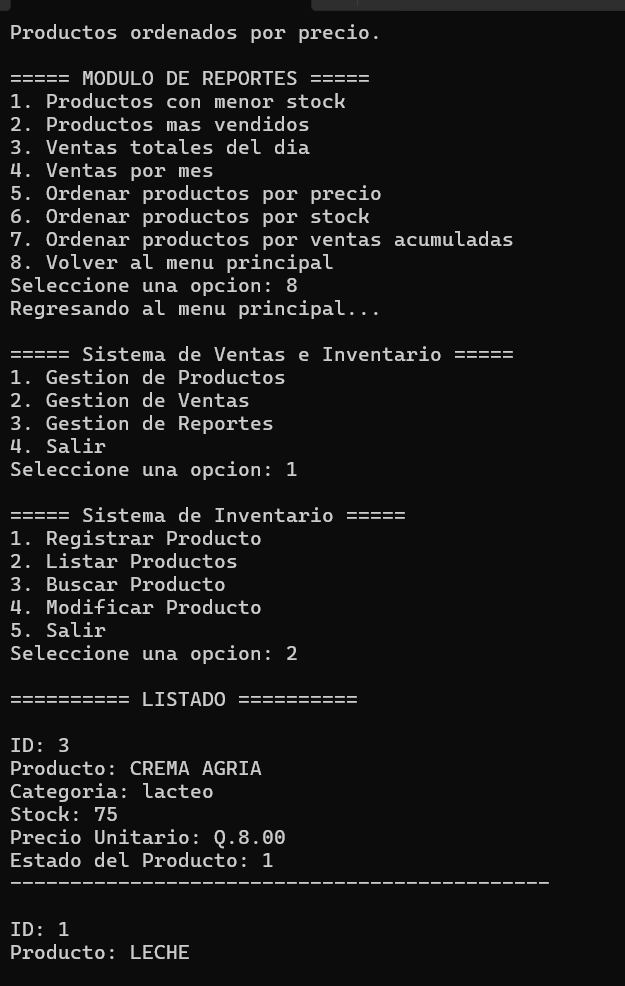 Productos ordenados por precio.
===== MODULO DE REPORTES =====
1. Productos con menor stock
2. Productos mas vendidos
3. Ventas totales del dia
4. Ventas por mes
5. Ordenar productos por precio
6. Ordenar productos por stock
7. Ordenar productos por ventas acumuladas
8. Volver al menu principal
Seleccione una opcion: 8
Regresando al menu principal...
===== Sistema de Ventas e Inventario =====
1. Gestion de Productos
2. Gestion de Ventas
3. Gestion de Reportes
4. Salir
Seleccione una opcion: 1
===== Sistema de Inventario =====
1. Registrar Producto
2. Listar Productos
3. Buscar Producto
4. Modificar Producto
5. Salir
Seleccione una opcion: 2
========== LISTADO ==========
ID: 3
Producto: CREMA AGRIA
Categoria: lacteo
Stock: 75
Precio Unitario: Q.8.00
Estado del Producto: 1
---------------------------------------------
ID: 1
Producto: LECHE